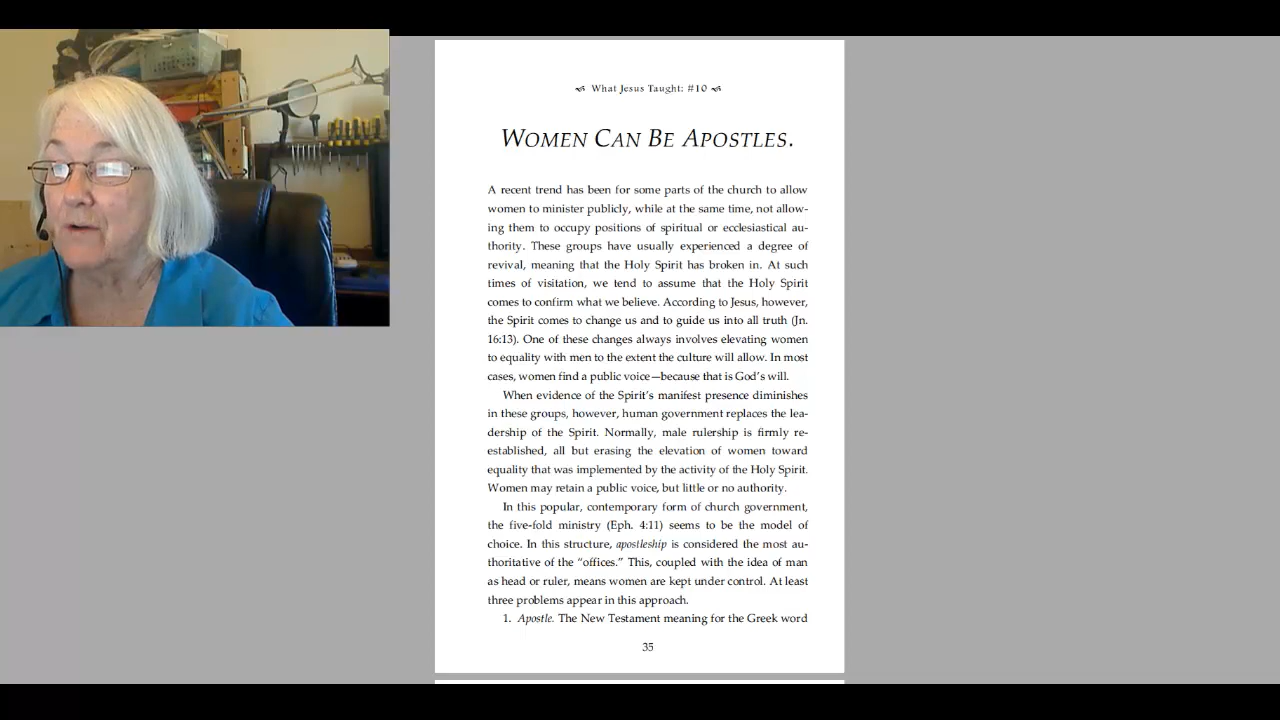 What Jesus Taught: #10
WOMEN CAN BE APOSTLES.
A recent trend has been for some parts of the church to allow
women to minister publicly, while at the same time, not allow-
ing them to occupy positions of spiritual or ecclesiastical au-
thority. These groups have usually experienced a degree of
revival, meaning that the Holy Spirit has broken in. At such
times of visitation, we tend to assume that the Holy Spirit
comes to confirm what we believe. According to Jesus, however,
the Spirit comes to change us and to guide us into all truth (Jn.
16:13). One of these changes always involves elevating women
to equality with men to the extent the culture will allow. In most
cases, women find a public voice—because that is God's will.
When evidence of the Spirit's manifest presence diminishes
in these groups, however, human government replaces the lea-
dership of the Spirit. Normally, male rulership is firmly re-
established, all but erasing the elevation of women toward
equality that was implemented by the activity of the Holy Spirit.
Women may retain a public voice, but little or no authority.
In this popular, contemporary form of church government,
the five-fold ministry (Eph. 4:11) seems to be the model of
choice. In this structure, apostleship is considered the most au-
thoritative of the “offices.” This, coupled with the idea of man
as head or ruler, means women are kept under control. At least
three problems appear in this approach.
1. Apostle. The New Testament meaning for the Greek word
35